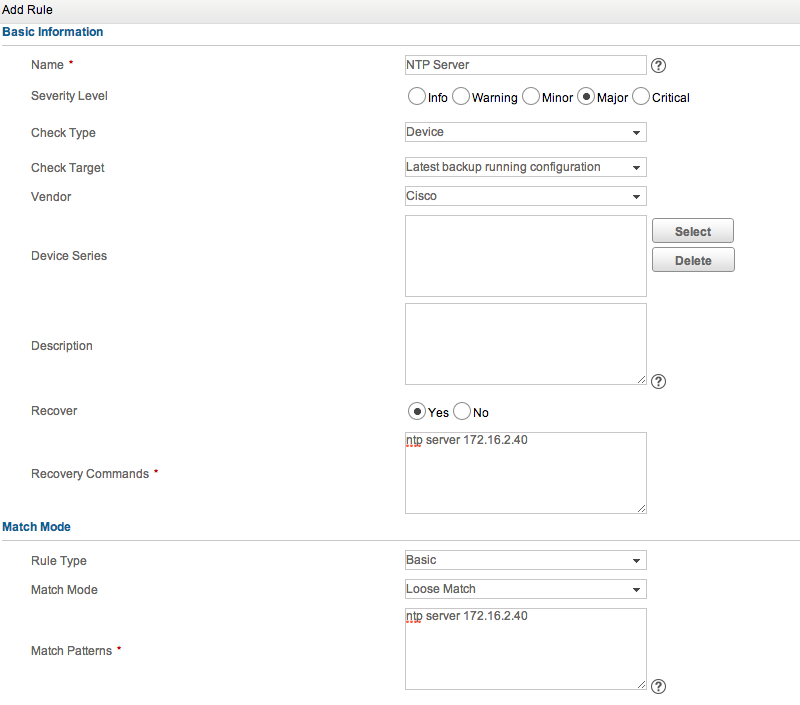 Add Rule
Basic Information
Name * NTP Server ?
Severity Level Info Warning Minor Major Critical
Check Type Device
Check Target Latest backup running configuration
Vendor Cisco
Select
Device Series
Delete
Description
?
Recover Yes No
ntp server 172.16.2.40
Recovery Commands *
Match Mode
Rule Type Basic
Match Mode Loose Match
ntp server 172.16.2.40
Match Patterns *
?